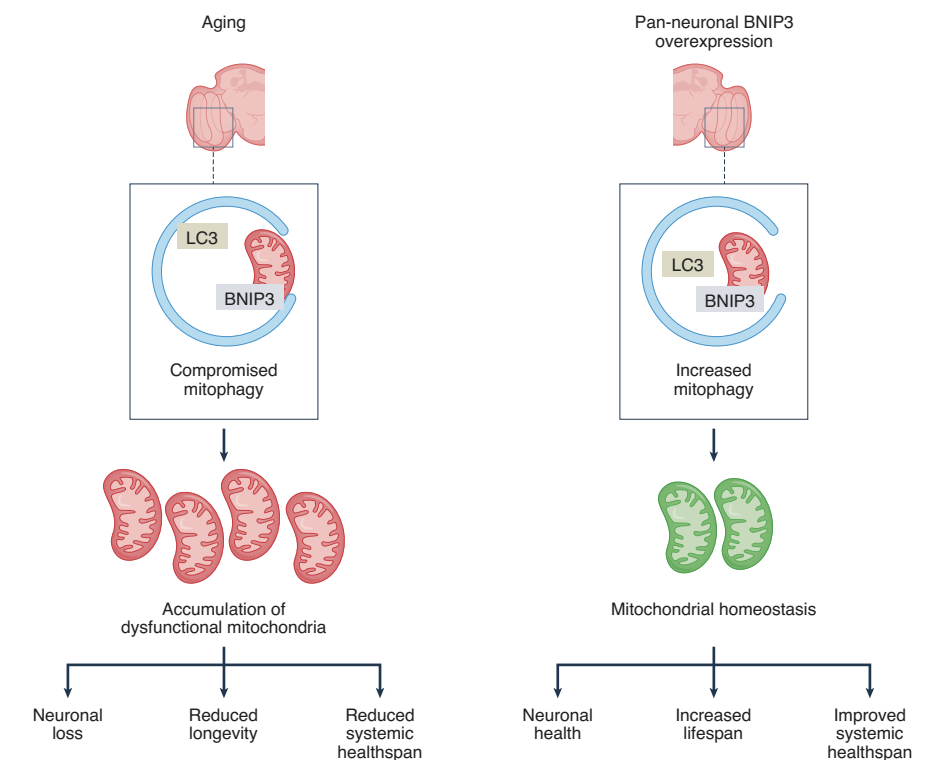 Aging
LC3
BNIP3
Compromised
mitophagy
Accumulation of
dysfunctional mitochondria
Neuronal
loss
Reduced
longevity
Reduced
systemic
healthspan
Pan-neuronal BNIP3
overexpression
LC3
BNIP3
Increased
mitophagy
Mitochondrial homeostasis
Neuronal
health
Increased
lifespan
Improved
systemic
healthspan